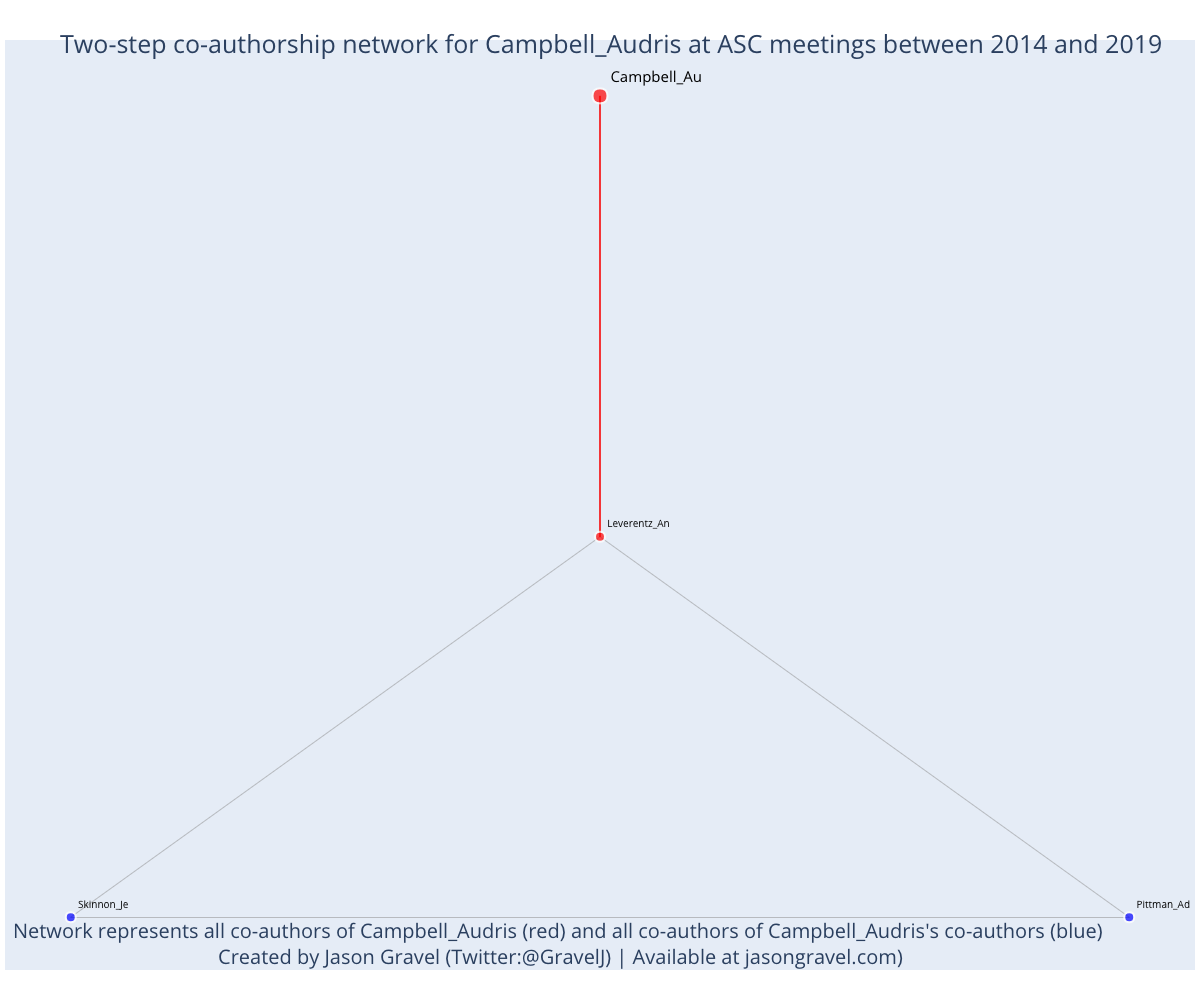 Two-step co-authorship network for Campbell_Audris at ASC meetings between 2014 and 2019
Campbell_Au
Leverentz_An
Skinnon_Je
Pittman_Ad
Network represents all co-authors of Campbell_Audris (red) and all co-authors of Campbell_Audris's co-authors (blue)
Created by Jason Gravel (Twitter:@GravelJ) | Available at jasongravel.com)